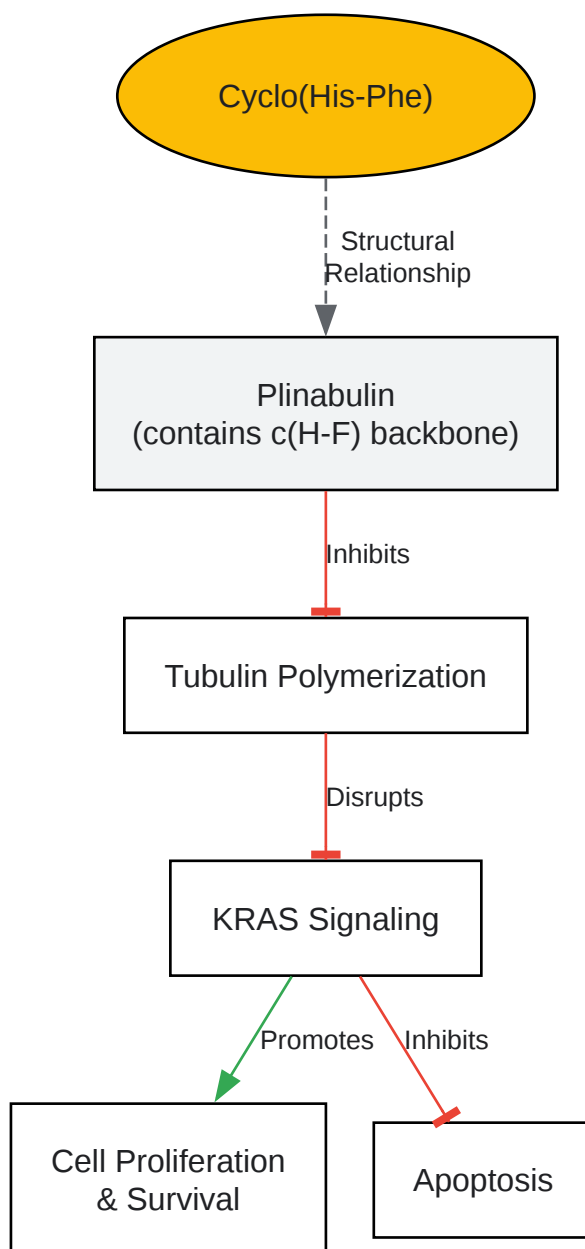 Cyclo(His-Phe)
Structural
Relationship
Plinabulin
(contains c(H-F) backbone)
Inhibits
Tubulin Polymerization
Disrupts
KRAS Signaling
Promotes
Inhibits
Cell Proliferation
& Survival
Apoptosis